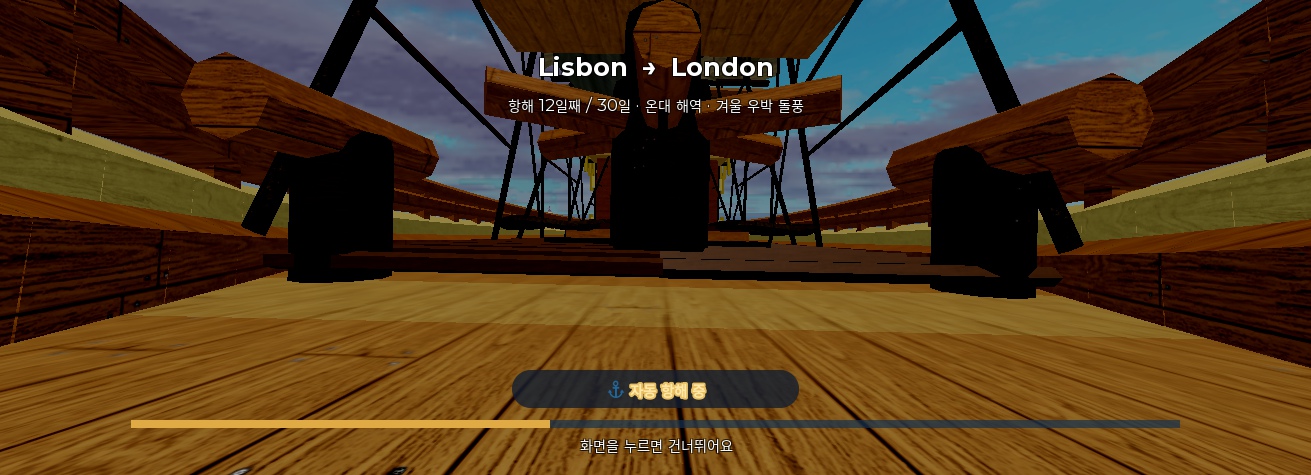 Lisbon → London
항해 12일째 / 30일 · 온대 해역 · 겨울 우박 돌풍
⚓ 자동 항해 중
화면을 누르면 건너뛰어요